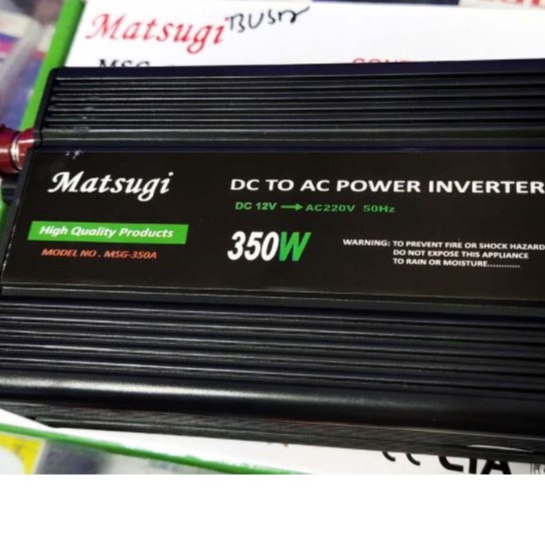 Matsugi
Matsugi
DC TO AC POWER INVERTER
DC 12V → AC220V 50Hz
High Quality Products
350W
MODEL NO . MSG-350A
WARNING: TO PREVENT FIRE OR SHOCK HAZARD
DO NOT EXPOSE THIS APPLIANCE
TO RAIN OR MOISTURE............